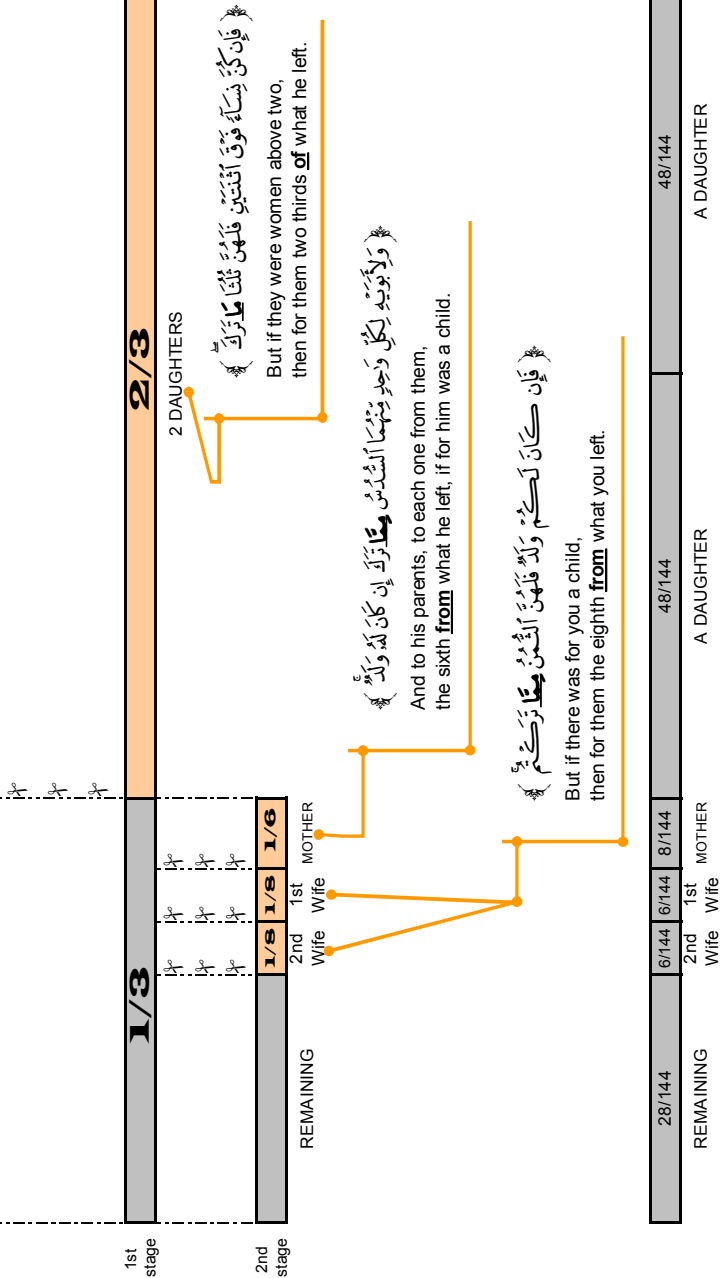 1st
stage
1/3
2/3
2 DAUGHTERS
﴿ فَإِن كُنَّ نِسَآءً فَوْقَ ٱثْنَتَيْنِ فَلَهُنَّ ثُلُثَا مَا تَرَكَ ۖ ﴾
But if they were women above two,
then for them two thirds of what he left.
2nd
stage
1/8
1/8
1/6
REMAINING
2nd
Wife
1st
Wife
MOTHER
﴿ وَلِأَبَوَيْهِ لِكُلِّ وَٰحِدٍ مِّنْهُمَا ٱلسُّدُسُ مِمَّا تَرَكَ إِن كَانَ لَهُۥ وَلَدٌ ۚ ﴾
And to his parents, to each one from them,
the sixth from what he left, if for him was a child.
﴿ فَإِن كَانَ لَكُمْ وَلَدٌ فَلَهُنَّ ٱلثُّمُنُ مِمَّا تَرَكْتُم ۚ ﴾
But if there was for you a child,
then for them the eighth from what you left.
28/144
6/144
6/144
8/144
48/144
48/144
REMAINING
2nd
Wife
1st
Wife
MOTHER
A DAUGHTER
A DAUGHTER